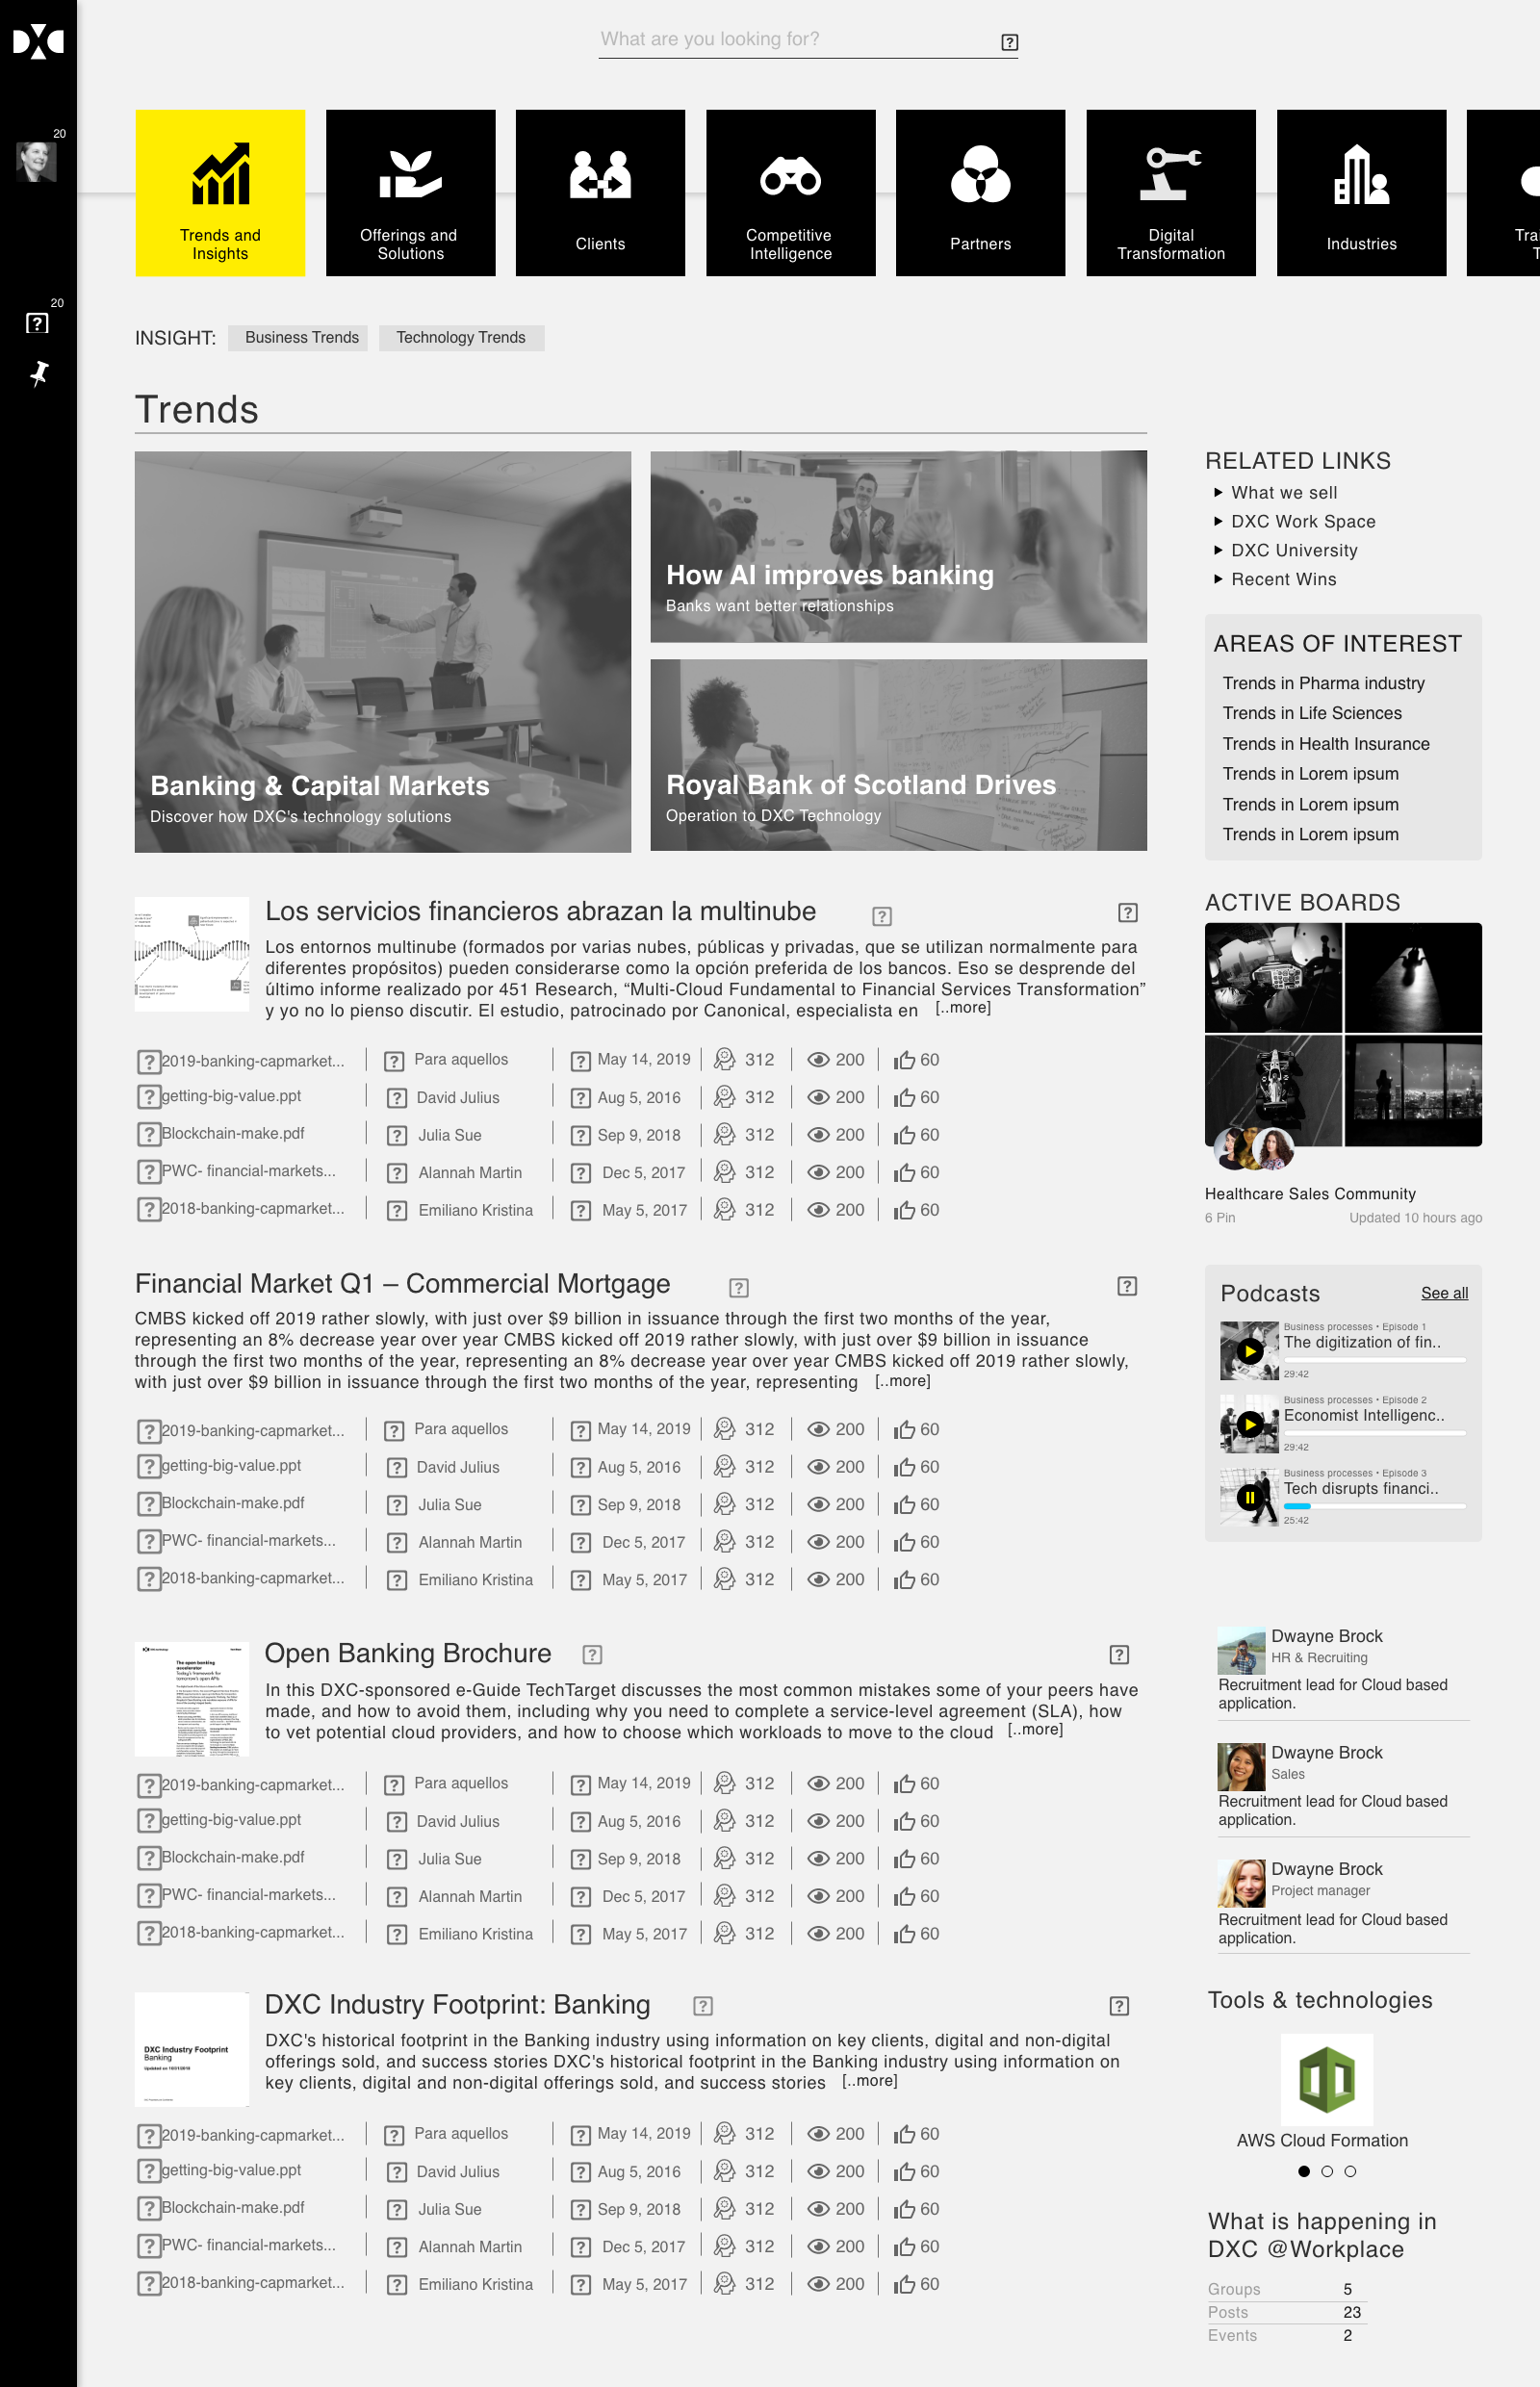 DXC
What are you looking for?
20
20
Trends and
Insights
Offerings and
Solutions
Clients
Competitive
Intelligence
Partners
Digital
Transformation
Industries
INSIGHT:
Business Trends
Technology Trends
Trends
Banking & Capital Markets
Discover how DXC's technology solutions
How AI improves banking
Banks want better relationships
Royal Bank of Scotland Drives
Operation to DXC Technology
Los servicios financieros abrazan la multinube
Los entornos multinube (formados por varias nubes, públicas y privadas, que se utilizan normalmente para
diferentes propósitos) pueden considerarse como la opción preferida de los bancos. Eso se desprende del
último informe realizado por 451 Research, “Multi-Cloud Fundamental to Financial Services Transformation”
y yo no lo pienso discutir. El estudio, patrocinado por Canonical, especialista en [..more]
2019-banking-capmarket... Para aquellos May 14, 2019 312 200 60
getting-big-value.ppt David Julius Aug 5, 2016 312 200 60
Blockchain-make.pdf Julia Sue Sep 9, 2018 312 200 60
PWC- financial-markets... Alannah Martin Dec 5, 2017 312 200 60
2018-banking-capmarket... Emiliano Kristina May 5, 2017 312 200 60
Financial Market Q1 – Commercial Mortgage
CMBS kicked off 2019 rather slowly, with just over $9 billion in issuance through the first two months of the year,
representing an 8% decrease year over year CMBS kicked off 2019 rather slowly, with just over $9 billion in issuance
through the first two months of the year, representing an 8% decrease year over year CMBS kicked off 2019 rather slowly,
with just over $9 billion in issuance through the first two months of the year, representing [..more]
2019-banking-capmarket... Para aquellos May 14, 2019 312 200 60
getting-big-value.ppt David Julius Aug 5, 2016 312 200 60
Blockchain-make.pdf Julia Sue Sep 9, 2018 312 200 60
PWC- financial-markets... Alannah Martin Dec 5, 2017 312 200 60
2018-banking-capmarket... Emiliano Kristina May 5, 2017 312 200 60
The open banking
accelerator
Today's framework for
tomorrow's open APIs
Open Banking Brochure
In this DXC-sponsored e-Guide TechTarget discusses the most common mistakes some of your peers have
made, and how to avoid them, including why you need to complete a service-level agreement (SLA), how
to vet potential cloud providers, and how to choose which workloads to move to the cloud [..more]
2019-banking-capmarket... Para aquellos May 14, 2019 312 200 60
getting-big-value.ppt David Julius Aug 5, 2016 312 200 60
Blockchain-make.pdf Julia Sue Sep 9, 2018 312 200 60
PWC- financial-markets... Alannah Martin Dec 5, 2017 312 200 60
2018-banking-capmarket... Emiliano Kristina May 5, 2017 312 200 60
DXC Industry Footprint
Banking
DXC Industry Footprint: Banking
DXC's historical footprint in the Banking industry using information on key clients, digital and non-digital
offerings sold, and success stories DXC's historical footprint in the Banking industry using information on
key clients, digital and non-digital offerings sold, and success stories [..more]
2019-banking-capmarket... Para aquellos May 14, 2019 312 200 60
getting-big-value.ppt David Julius Aug 5, 2016 312 200 60
Blockchain-make.pdf Julia Sue Sep 9, 2018 312 200 60
PWC- financial-markets... Alannah Martin Dec 5, 2017 312 200 60
2018-banking-capmarket... Emiliano Kristina May 5, 2017 312 200 60
RELATED LINKS
What we sell
DXC Work Space
DXC University
Recent Wins
AREAS OF INTEREST
Trends in Pharma industry
Trends in Life Sciences
Trends in Health Insurance
Trends in Lorem ipsum
Trends in Lorem ipsum
Trends in Lorem ipsum
ACTIVE BOARDS
Healthcare Sales Community
6 Pin Updated 10 hours ago
Podcasts See all
Business processes • Episode 1
The digitization of fin..
29:42
Business processes • Episode 2
Economist Intelligenc..
29:42
Business processes • Episode 3
Tech disrupts financi..
25:42
Dwayne Brock
HR & Recruiting
Recruitment lead for Cloud based
application.
Dwayne Brock
Sales
Recruitment lead for Cloud based
application.
Dwayne Brock
Project manager
Recruitment lead for Cloud based
application.
Tools & technologies
AWS Cloud Formation
What is happening in
DXC @Workplace
Groups 5
Posts 23
Events 2